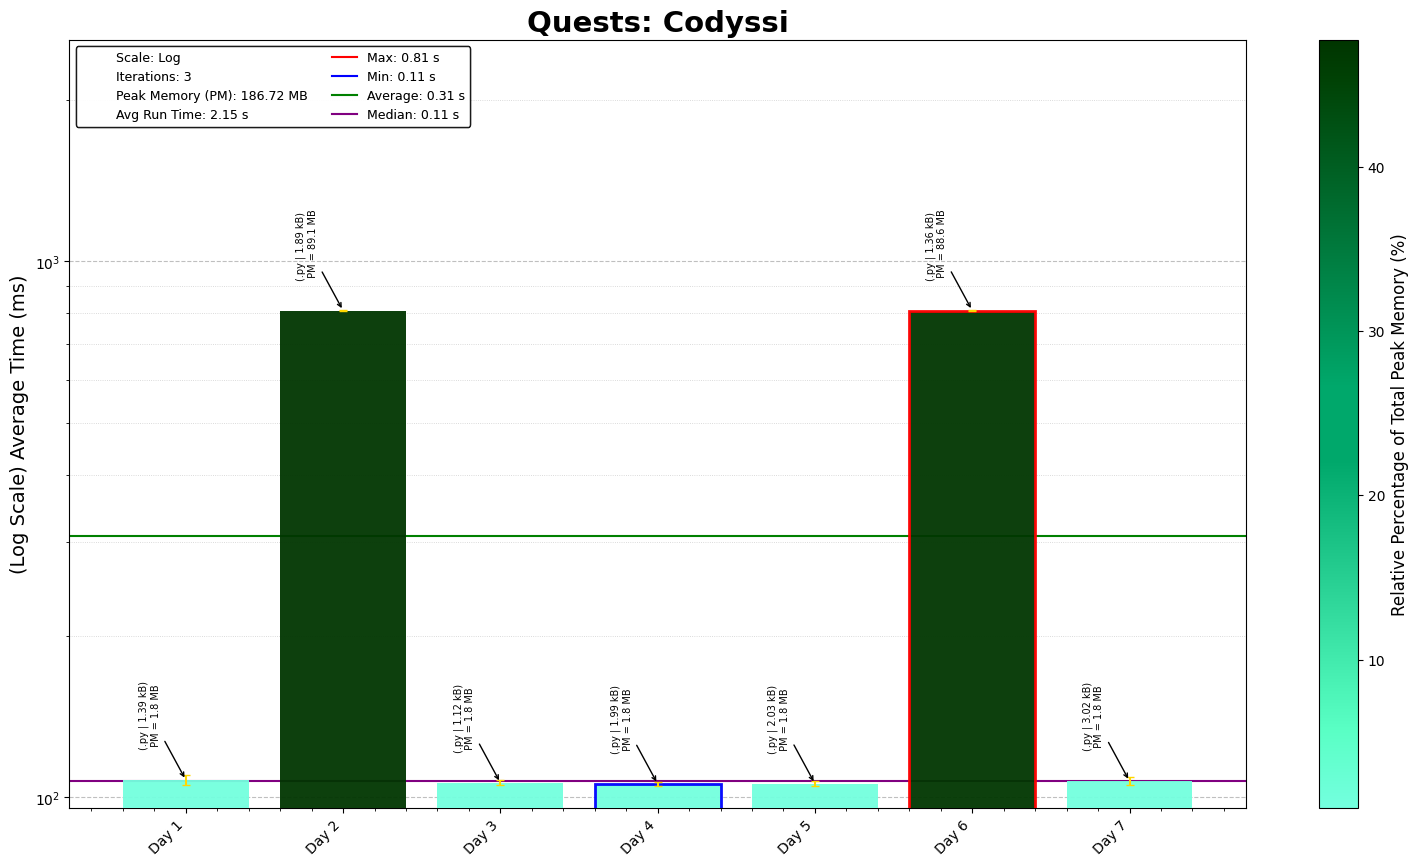 Quests: Codyssi
Scale: Log
Iterations: 3
Peak Memory (PM): 186.72 MB
Avg Run Time: 2.15 s
Max: 0.81 s
Min: 0.11 s
Average: 0.31 s
Median: 0.11 s
(Log Scale) Average Time (ms)
10³
10²
(.py | 1.39 kB)
PM = 1.8 MB
(.py | 1.89 kB)
PM = 89.1 MB
(.py | 1.12 kB)
PM = 1.8 MB
(.py | 1.99 kB)
PM = 1.8 MB
(.py | 2.03 kB)
PM = 1.8 MB
(.py | 1.36 kB)
PM = 88.6 MB
(.py | 3.02 kB)
PM = 1.8 MB
Day 1
Day 2
Day 3
Day 4
Day 5
Day 6
Day 7
40
30
20
10
Relative Percentage of Total Peak Memory (%)